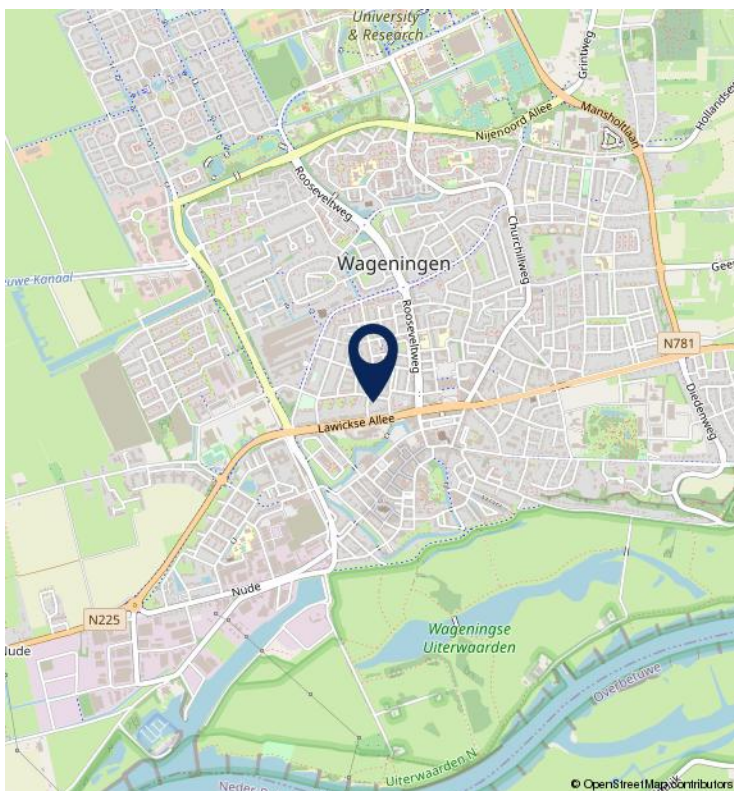 University
& Research
Grintweg
Nijenoord Allee
Mansholtlaan
Rooseveltweg
Churchillweg
Wageningen
Rooseveltweg
N781
Diedenweg
Lawickse Allee
Nude
N225
Nude
Wageningse
Uiterwaarden
Overbetuwe
Uiterwaarden N
© OpenStreetMap contributors